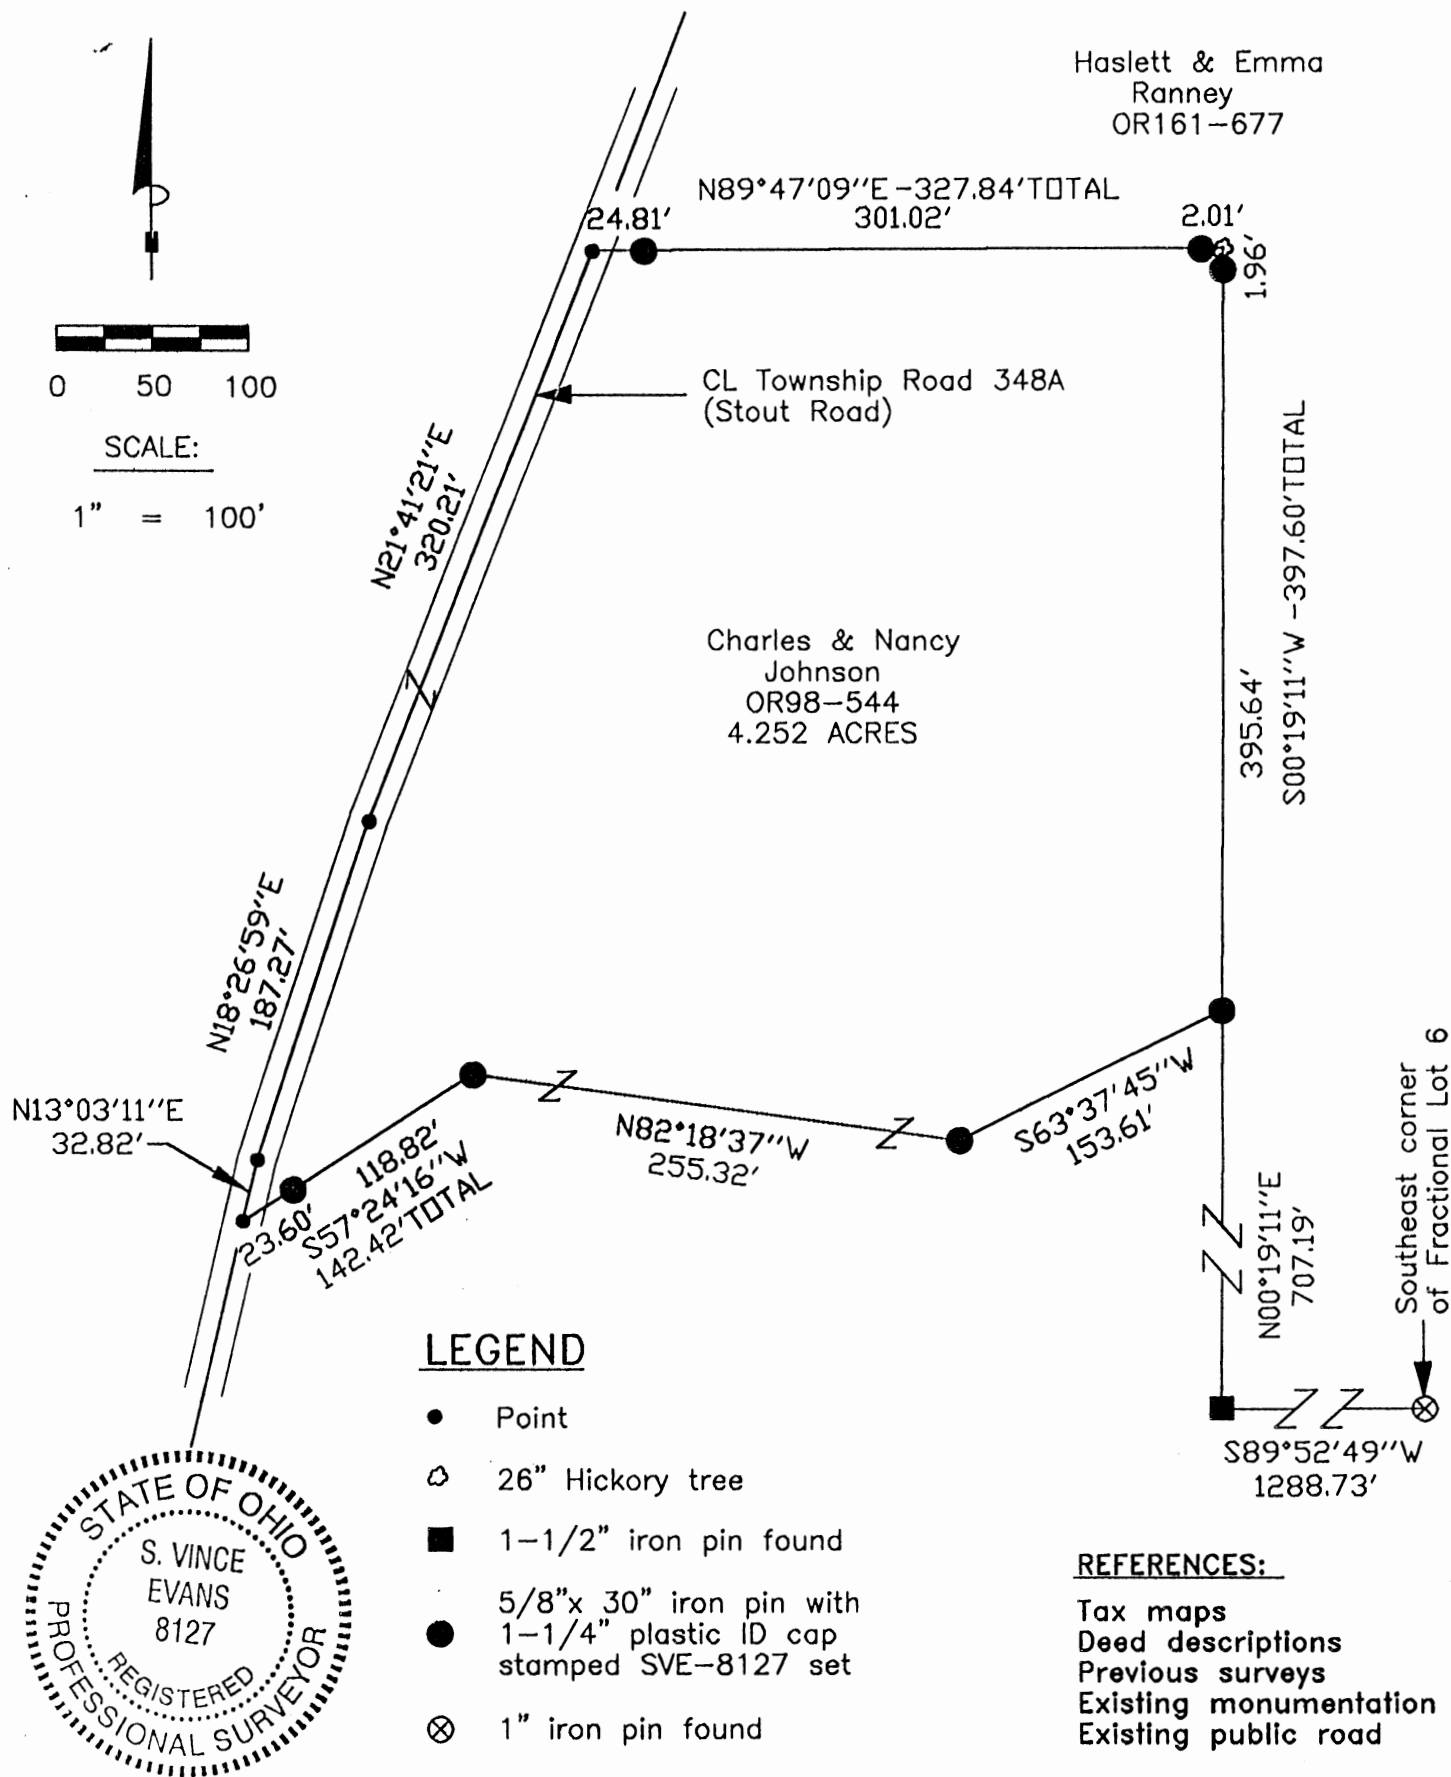 Haslett & Emma
Ranney
OR161-677
N89°47'09"E-327.84'TOTAL
24.81'
301.02'
2.01'
1.96'
0 50 100
SCALE:
1" = 100'
CL Township Road 348A
(Stout Road)
N21°41'21"E
320.21'
S00°19'11"W -397.60'TOTAL
395.64'
Charles & Nancy
Johnson
OR98-544
4.252 ACRES
N18°26'59"E
187.27'
N13°03'11"E
32.82'
118.82'
S57°24'16"W
142.42'TOTAL
23.60'
N82°18'37"W
255.32'
S63°37'45"W
153.61'
N00°19'11"E
707.19'
Southeast corner
of Fractional Lot 6
S89°52'49"W
1288.73'
LEGEND
Point
26" Hickory tree
1-1/2" iron pin found
5/8"x 30" iron pin with
1-1/4" plastic ID cap
stamped SVE-8127 set
1" iron pin found
STATE OF OHIO
S. VINCE
EVANS
8127
REGISTERED
PROFESSIONAL SURVEYOR
REFERENCES:
Tax maps
Deed descriptions
Previous surveys
Existing monumentation
Existing public road